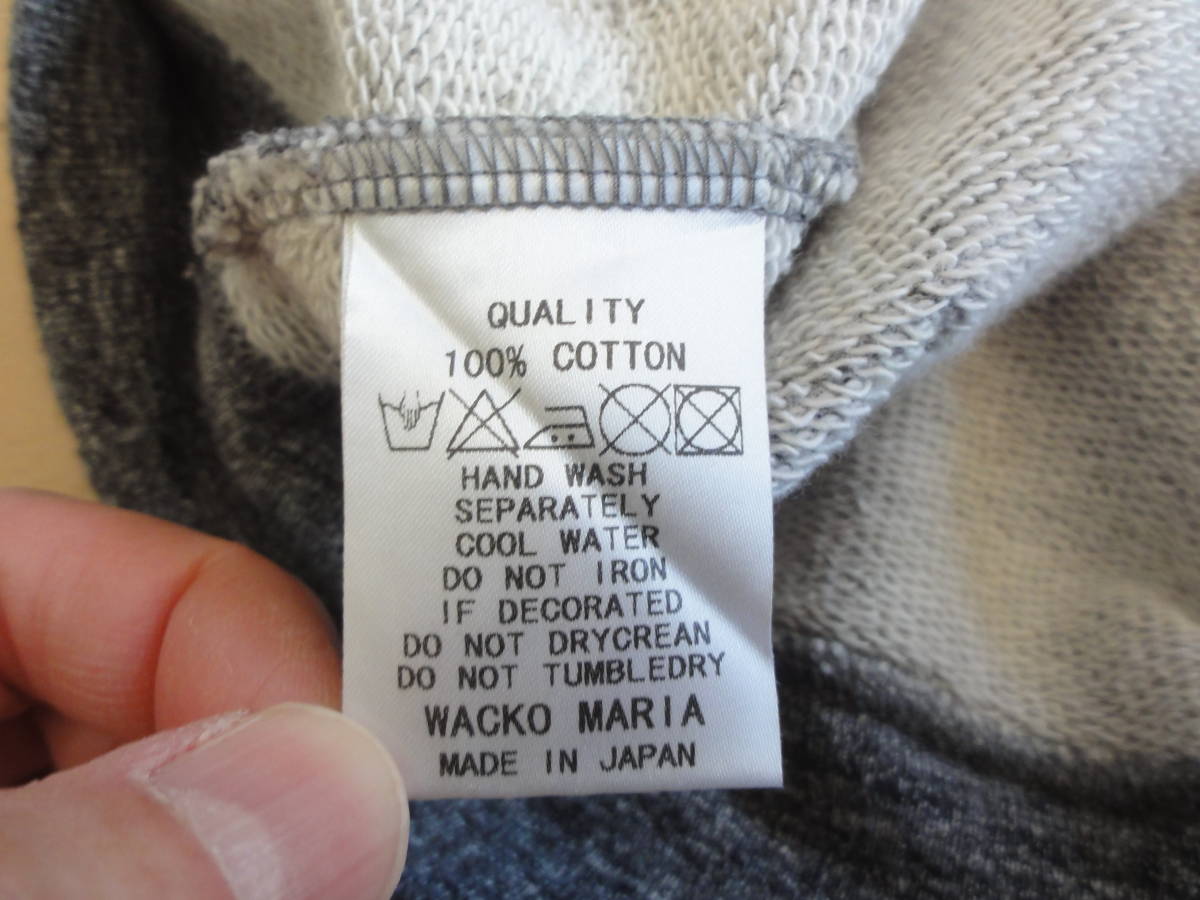 QUALITY
100% COTTON
HAND WASH
SEPARATELY
COOL WATER
DO NOT IRON
IF DECORATED
DO NOT DRYCREAN
DO NOT TUMBLEDRY
WACKO MARIA
MADE IN JAPAN